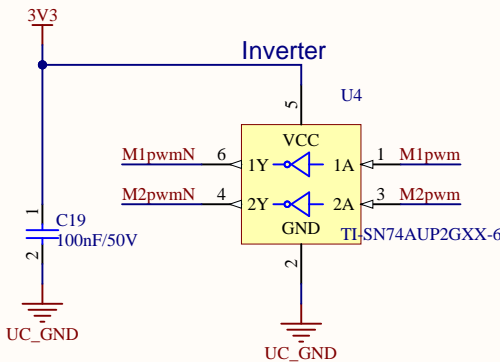 3V3
Inverter
U4
5
VCC
M1pwmN 6 1Y 1A 1 M1pwm
M2pwmN 4 2Y 2A 3 M2pwm
GND
1
C19
100nF/50V
2
TI-SN74AUP2GXX-6
2
UC_GND
UC_GND